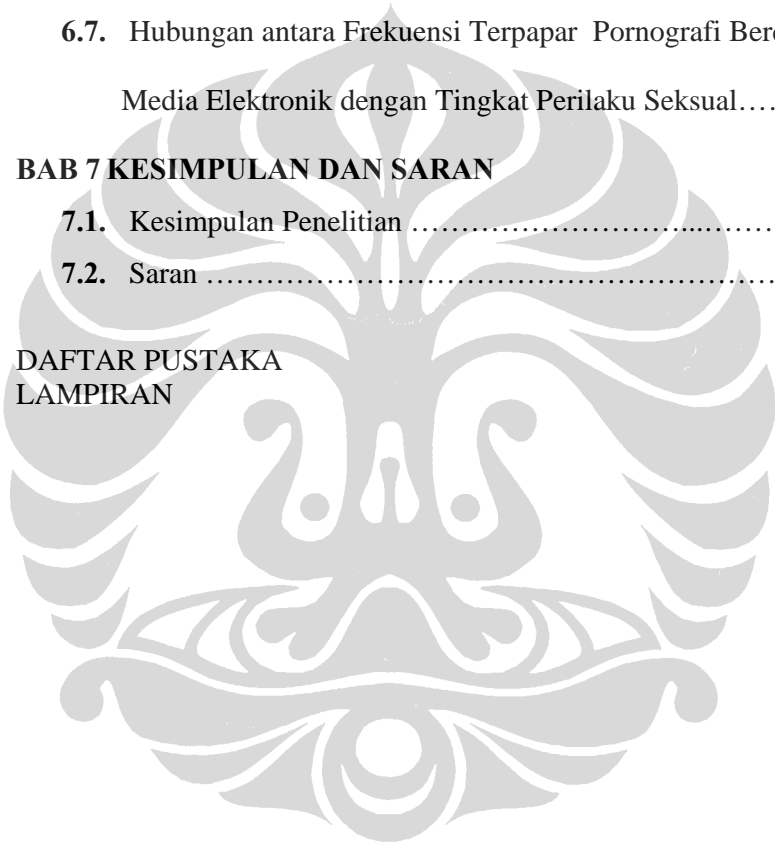 6.7. Hubungan antara Frekuensi Terpapar Pornografi
Media Elektronik dengan Tingkat Perilaku Seksual…..
BAB 7 KESIMPULAN DAN SARAN
7.1. Kesimpulan Penelitian ………………………...………
7.2. Saran ……………………………………………………
DAFTAR PUSTAKA
LAMPIRAN